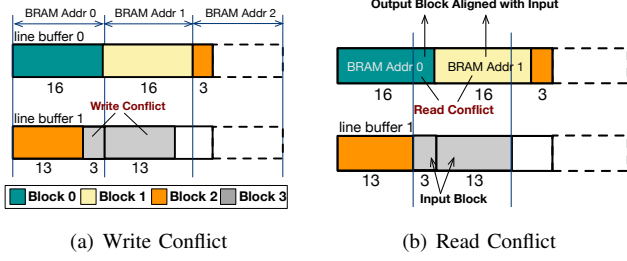 BRAM Addr 0 BRAM Addr 1 BRAM Addr 2
line buffer 0
16 16 3
Write Conflict
line buffer 1
13 3 13
Block 0 Block 1 Block 2 Block 3
(a) Write Conflict
Output Block Aligned with Input
line buffer 0
BRAM Addr 0 BRAM Addr 1
16 16 3
Read Conflict
line buffer 1
13 3 13
Input Block
(b) Read Conflict